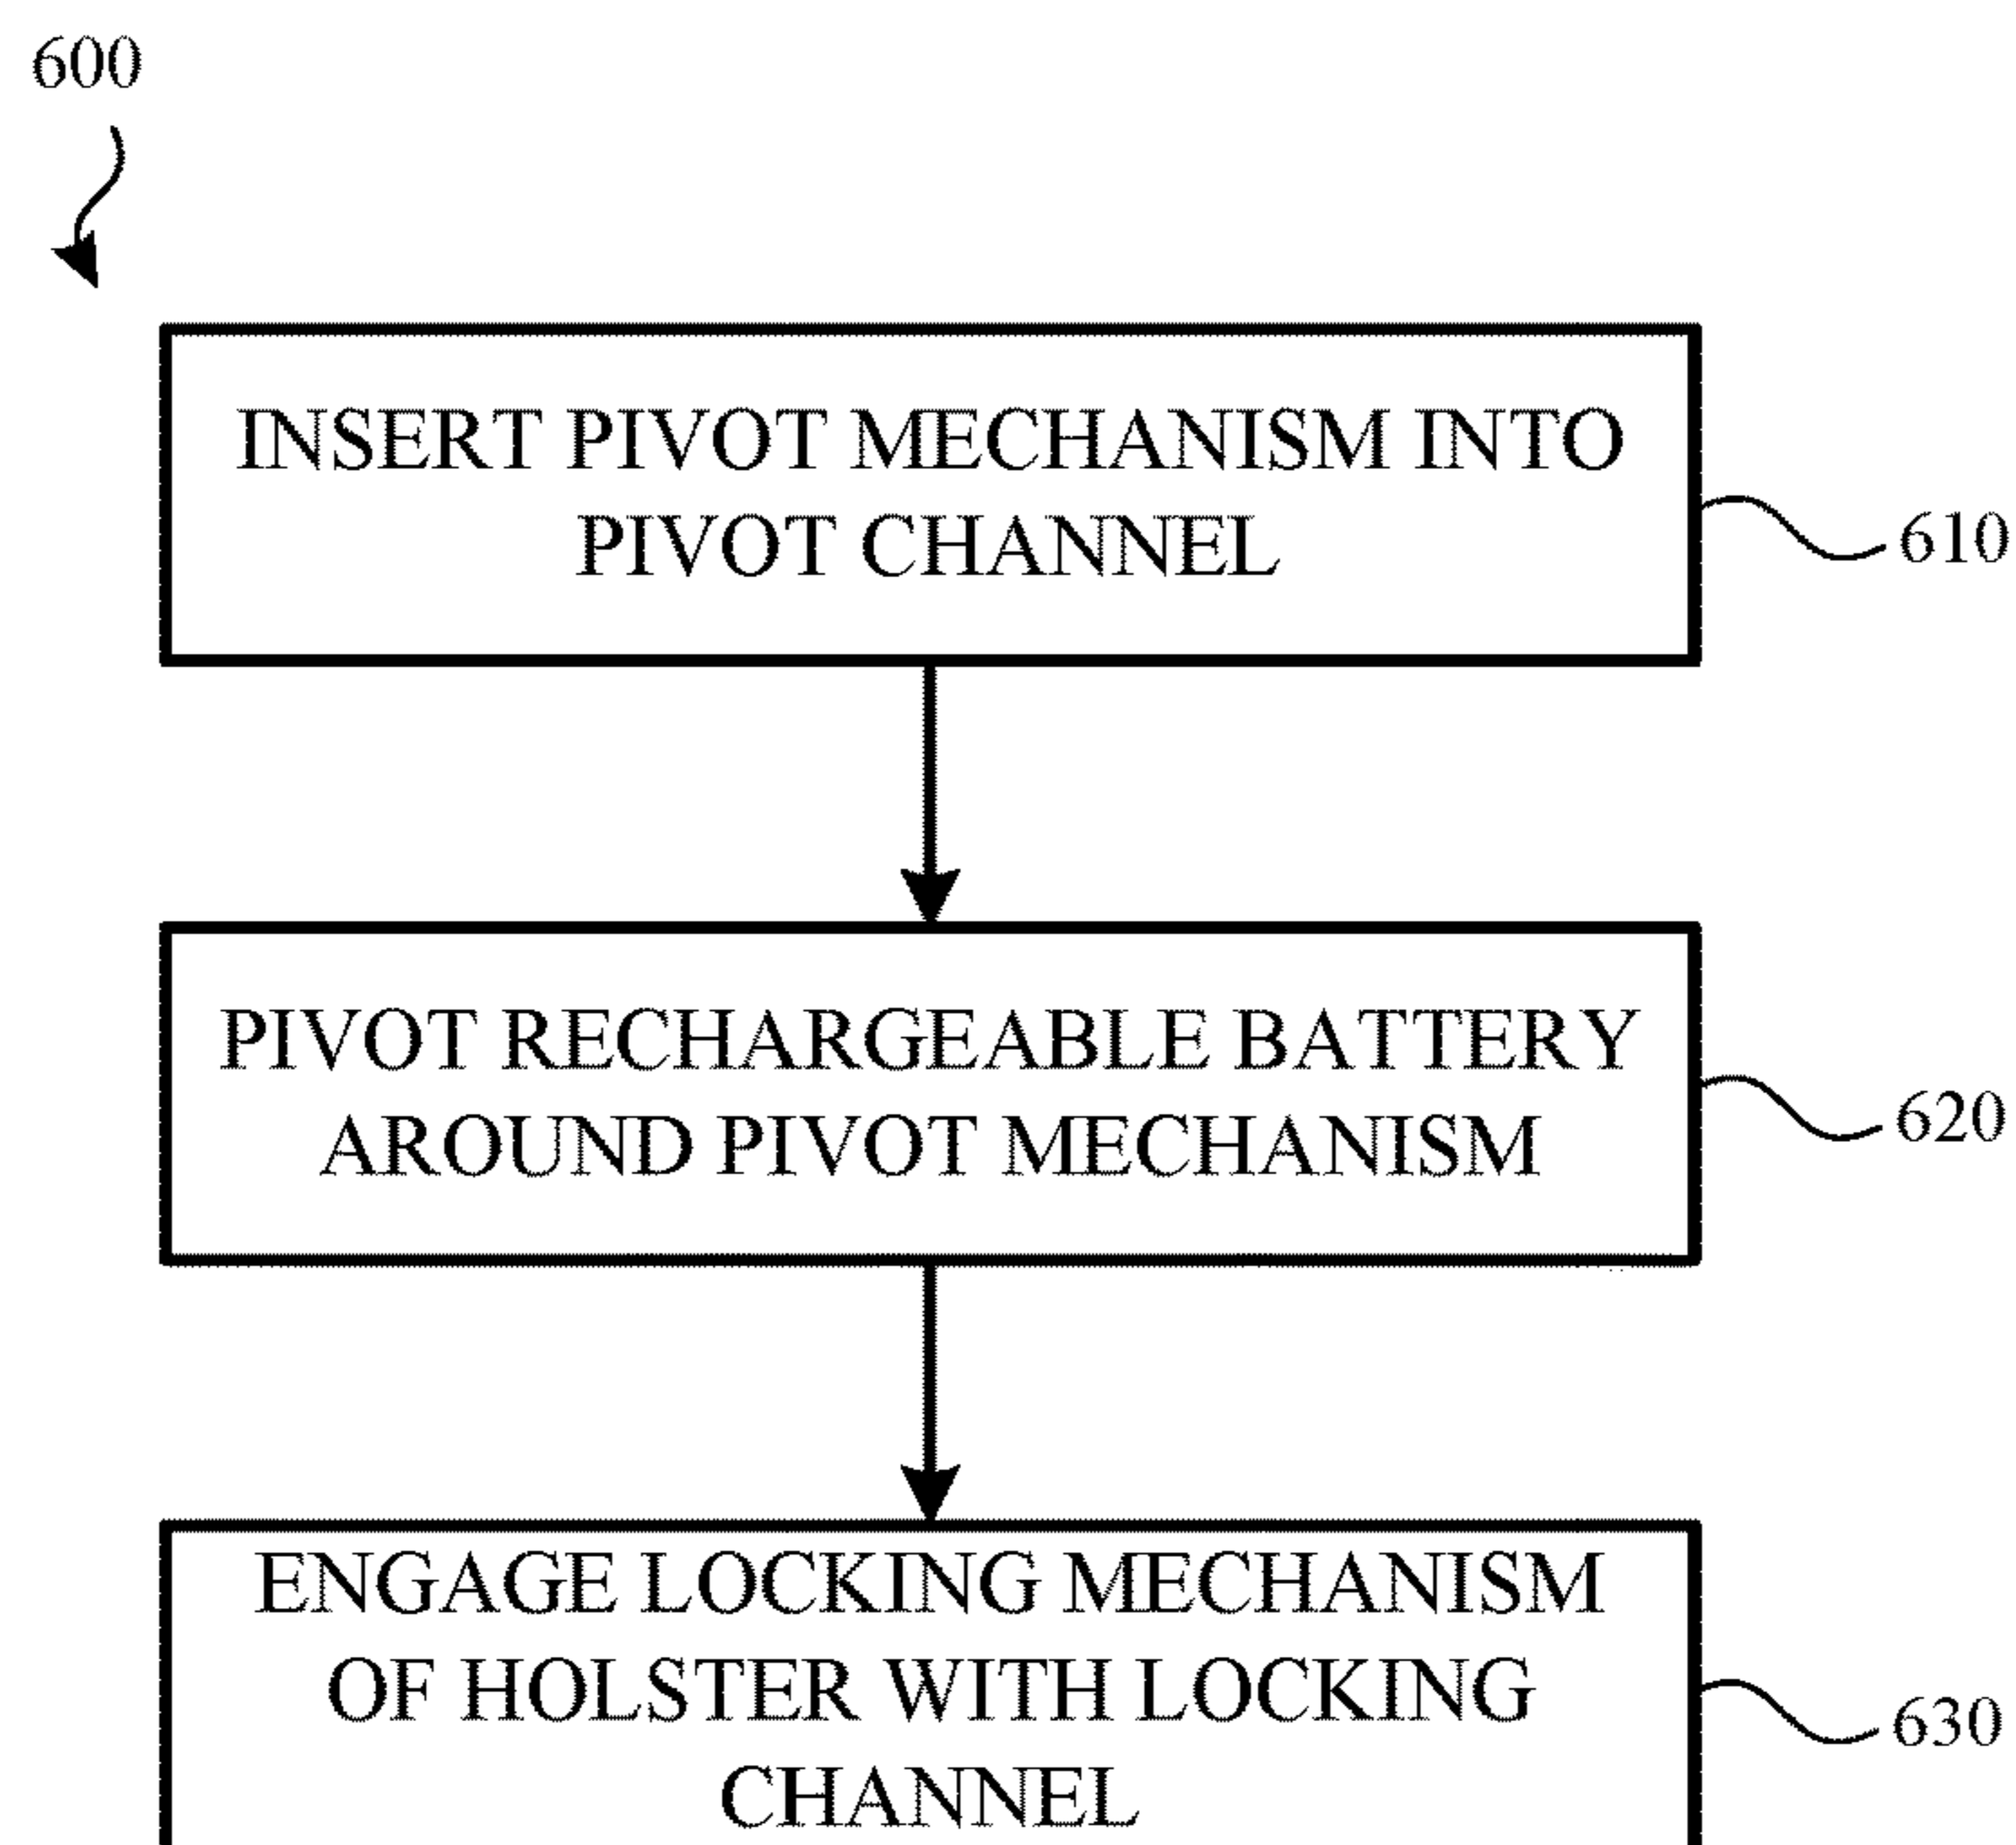 600
INSERT PIVOT MECHANISM INTO
PIVOT CHANNEL
610
PIVOT RECHARGEABLE BATTERY
AROUND PIVOT MECHANISM
620
ENGAGE LOCKING MECHANISM
OF HOLSTER WITH LOCKING
CHANNEL
630